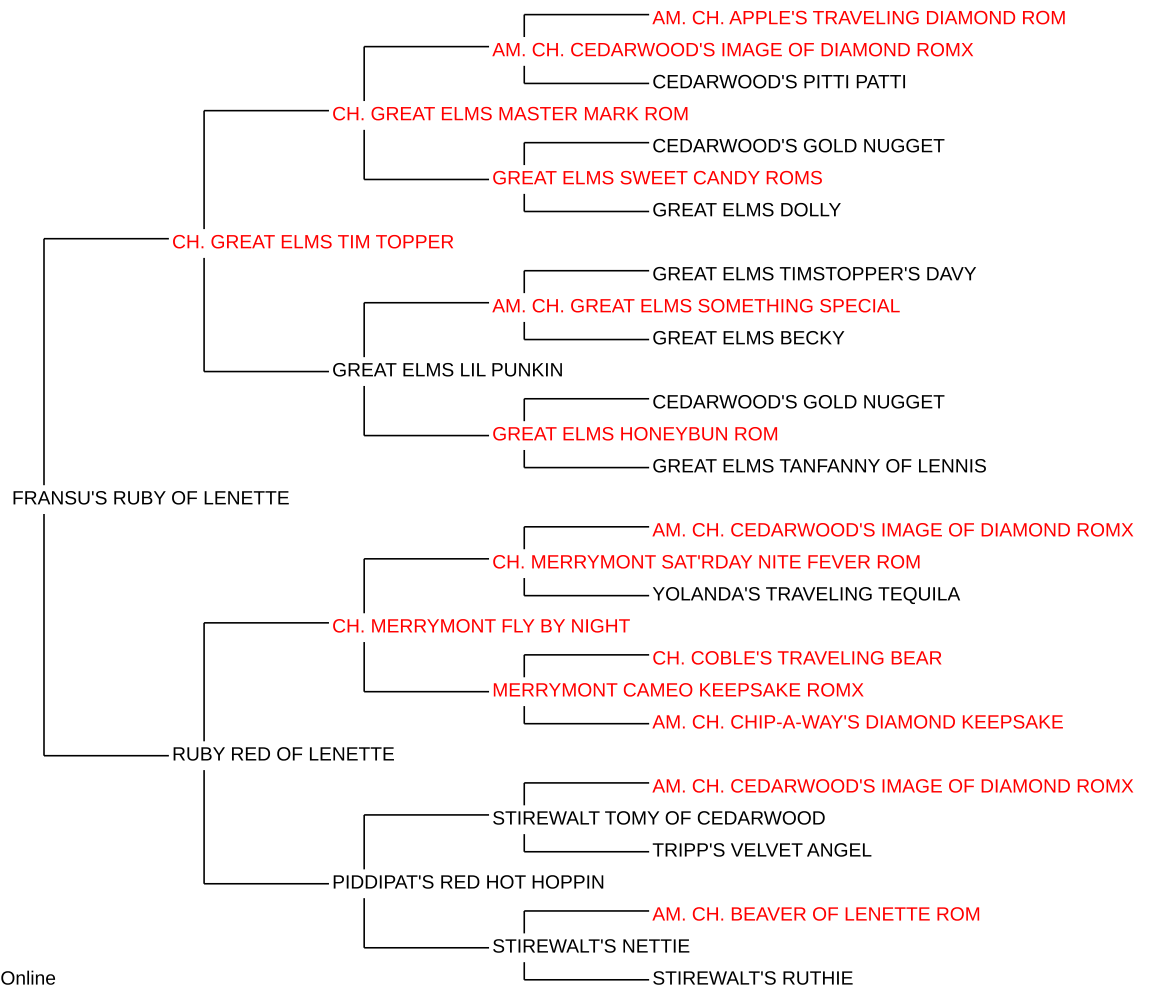 AM. CH. APPLE'S TRAVELING DIAMOND ROM
AM. CH. CEDARWOOD'S IMAGE OF DIAMOND ROMX
CEDARWOOD'S PITTI PATTI
CH. GREAT ELMS MASTER MARK ROM
CEDARWOOD'S GOLD NUGGET
GREAT ELMS SWEET CANDY ROMS
GREAT ELMS DOLLY
CH. GREAT ELMS TIM TOPPER
GREAT ELMS TIMSTOPPER'S DAVY
AM. CH. GREAT ELMS SOMETHING SPECIAL
GREAT ELMS BECKY
GREAT ELMS LIL PUNKIN
CEDARWOOD'S GOLD NUGGET
GREAT ELMS HONEYBUN ROM
GREAT ELMS TANFANNY OF LENNIS
FRANSU'S RUBY OF LENETTE
AM. CH. CEDARWOOD'S IMAGE OF DIAMOND ROMX
CH. MERRYMONT SAT'RDAY NITE FEVER ROM
YOLANDA'S TRAVELING TEQUILA
CH. MERRYMONT FLY BY NIGHT
CH. COBLE'S TRAVELING BEAR
MERRYMONT CAMEO KEEPSAKE ROMX
AM. CH. CHIP-A-WAY'S DIAMOND KEEPSAKE
RUBY RED OF LENETTE
AM. CH. CEDARWOOD'S IMAGE OF DIAMOND ROMX
STIREWALT TOMY OF CEDARWOOD
TRIPP'S VELVET ANGEL
PIDDIPAT'S RED HOT HOPPIN
AM. CH. BEAVER OF LENETTE ROM
STIREWALT'S NETTIE
STIREWALT'S RUTHIE
Online